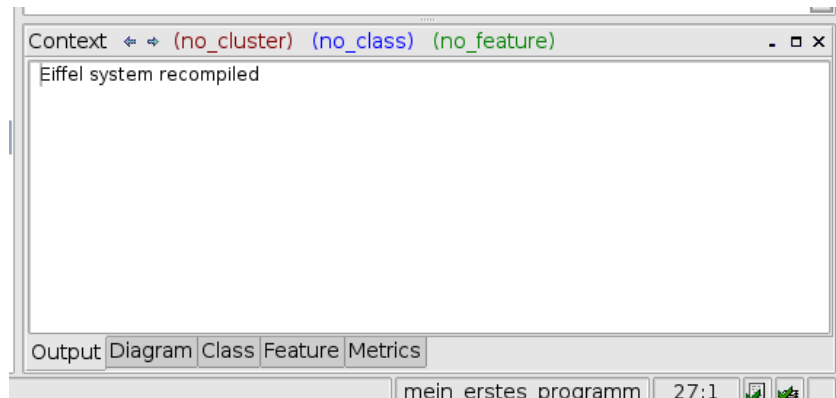 Context (no_cluster) (no_class) (no_feature)
Eiffel system recompiled
Output Diagram Class Feature Metrics
mein_erstes_programm 27:1